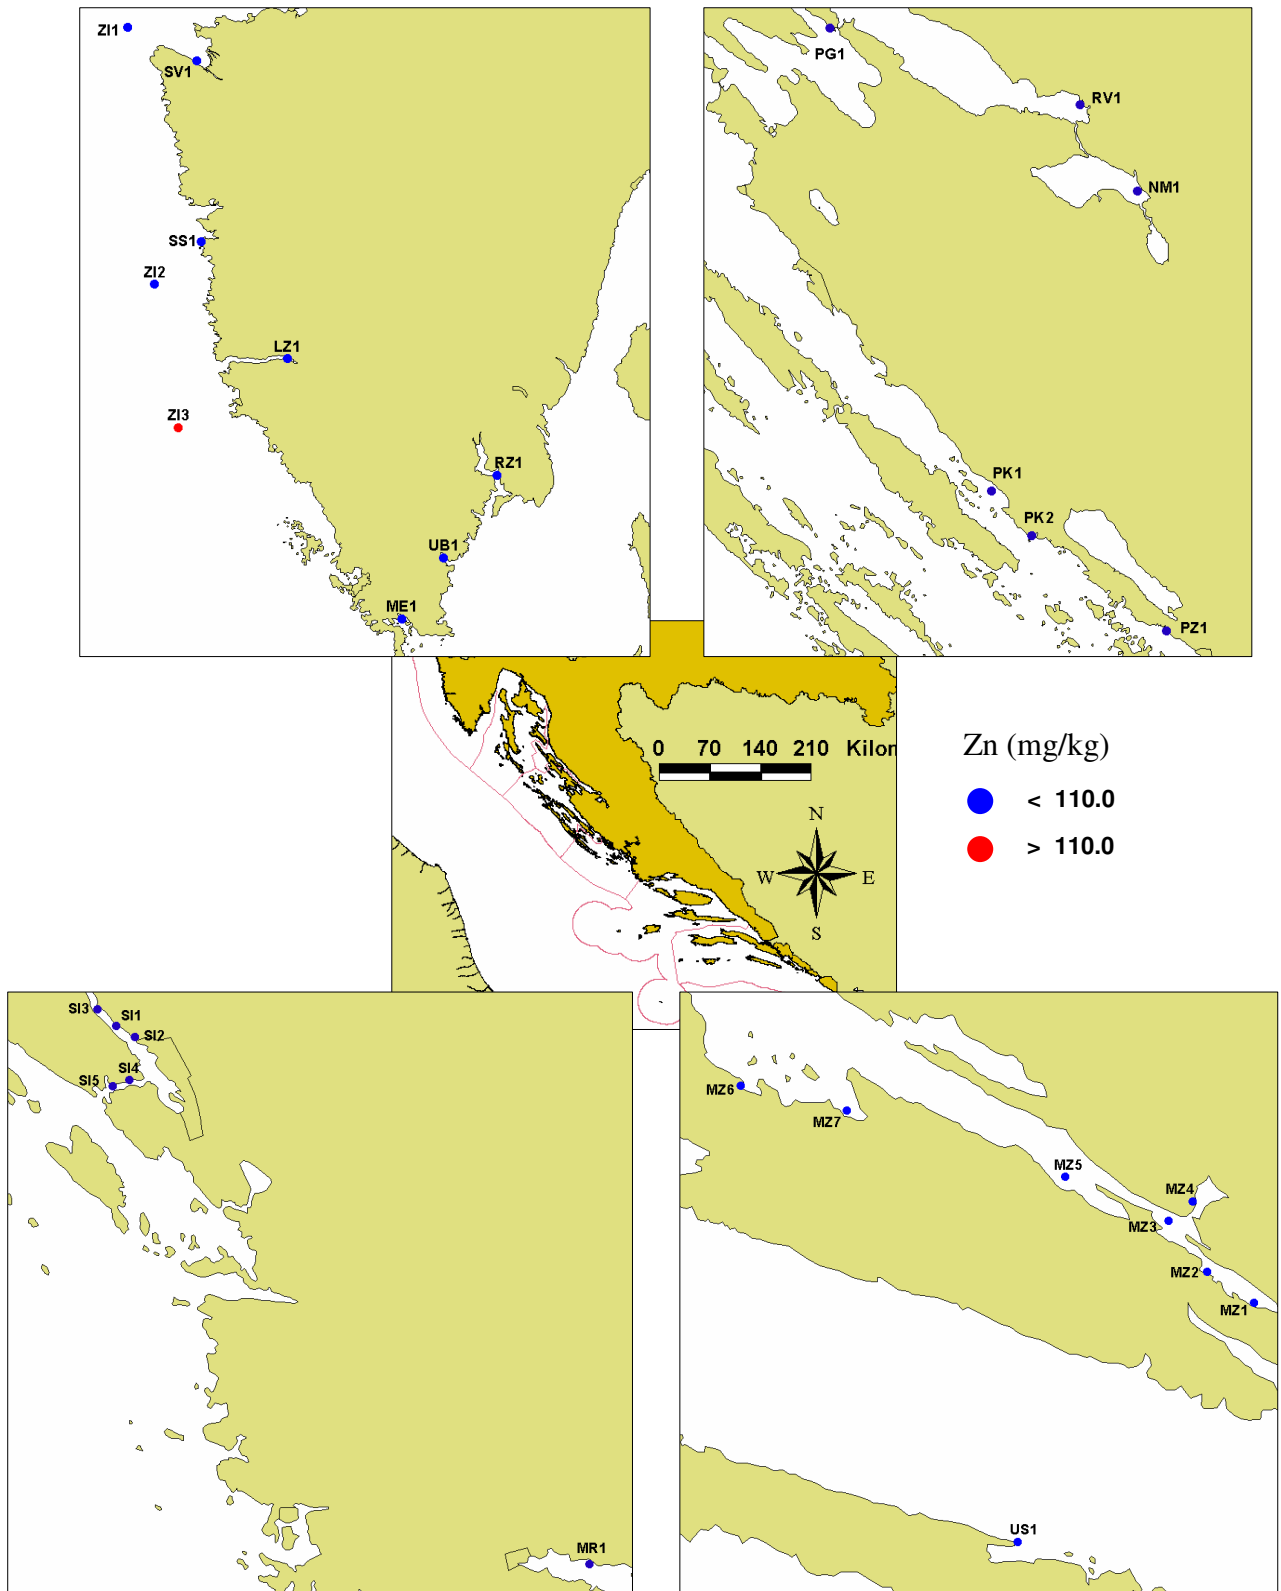 ZI1
SV1
SS1
ZI2
LZ1
ZI3
RZ1
UB1
ME1
PG1
RV1
NM1
PK1
PK2
PZ1
0 70 140 210 Kilon
N
W E
S
Zn (mg/kg)
< 110.0
> 110.0
SI3
SI1
SI2
SI4
SI5
MR1
MZ6
MZ7
MZ5
MZ4
MZ3
MZ2
MZ1
US1